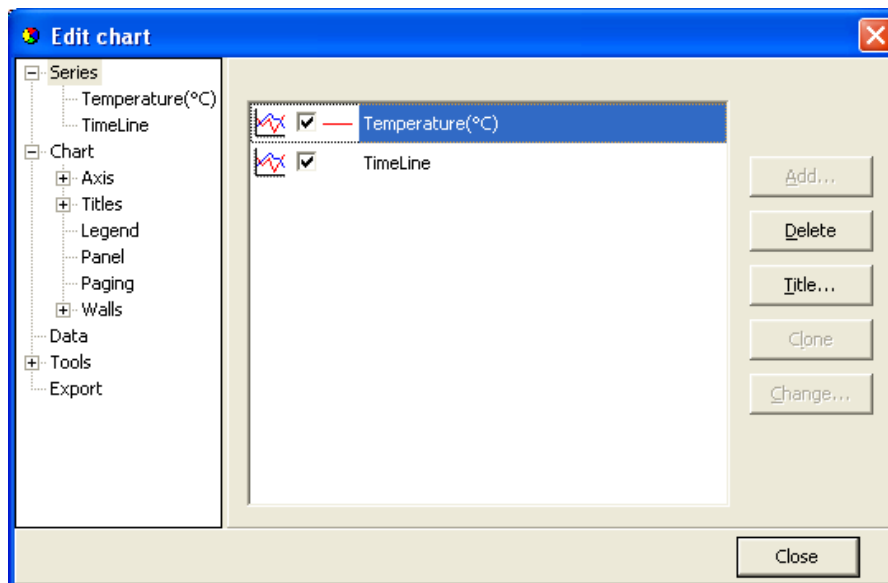 Edit chart
Series
Temperature(°C)
TimeLine
Chart
Axis
Titles
Legend
Panel
Paging
Walls
Data
Tools
Export
Temperature(°C)
TimeLine
Add...
Delete
Title...
Clone
Change...
Close